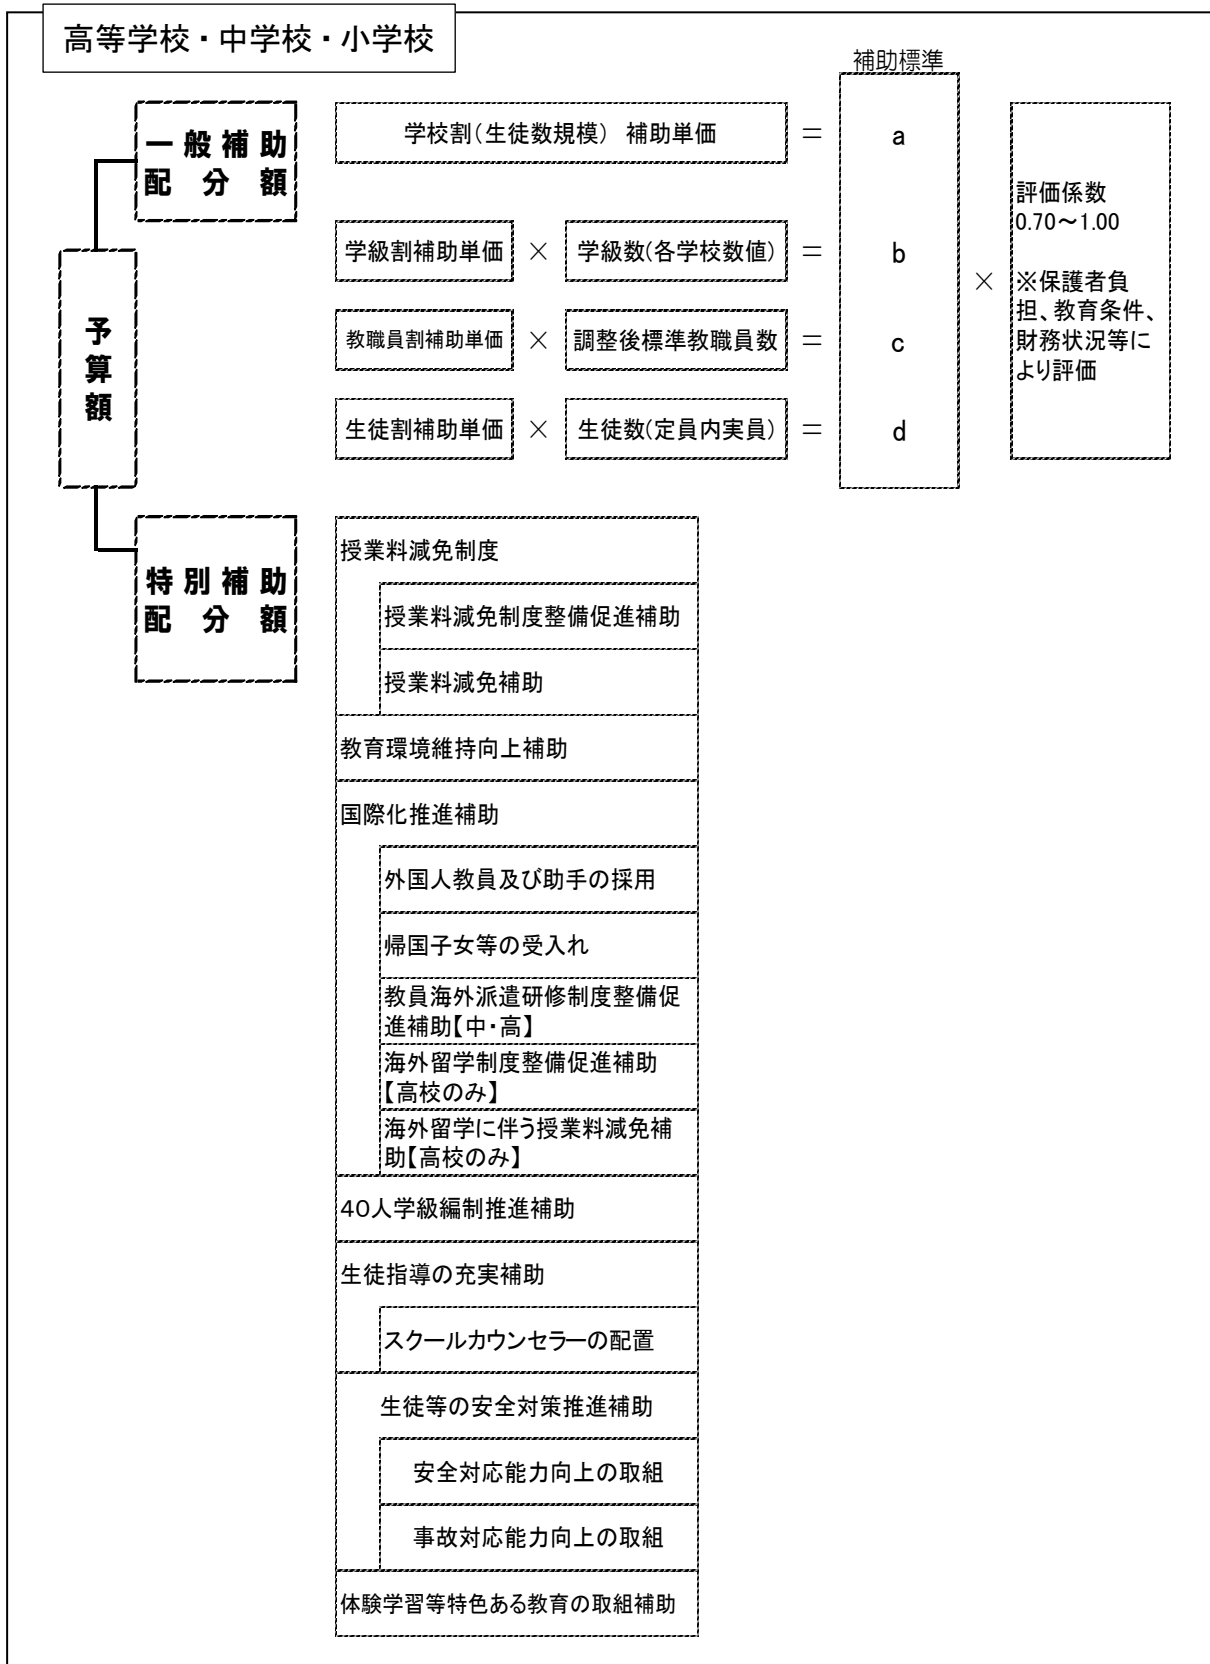 高等学校・中学校・小学校
補助標準
一般補助
配分額
学校割(生徒数規模) 補助単価 = a
評価係数
0.70～1.00
学級割補助単価 × 学級数(各学校数値) = b
×
※保護者負
担、教育条件、
財務状況等に
より評価
予算額
教職員割補助単価 × 調整後標準教職員数 = c
生徒割補助単価 × 生徒数(定員内実員) = d
特別補助
配分額
授業料減免制度
授業料減免制度整備促進補助
授業料減免補助
教育環境維持向上補助
国際化推進補助
外国人教員及び助手の採用
帰国子女等の受入れ
教員海外派遣研修制度整備促
進補助【中・高】
海外留学制度整備促進補助
【高校のみ】
海外留学に伴う授業料減免補
助【高校のみ】
40人学級編制推進補助
生徒指導の充実補助
スクールカウンセラーの配置
生徒等の安全対策推進補助
安全対応能力向上の取組
事故対応能力向上の取組
体験学習等特色ある教育の取組補助